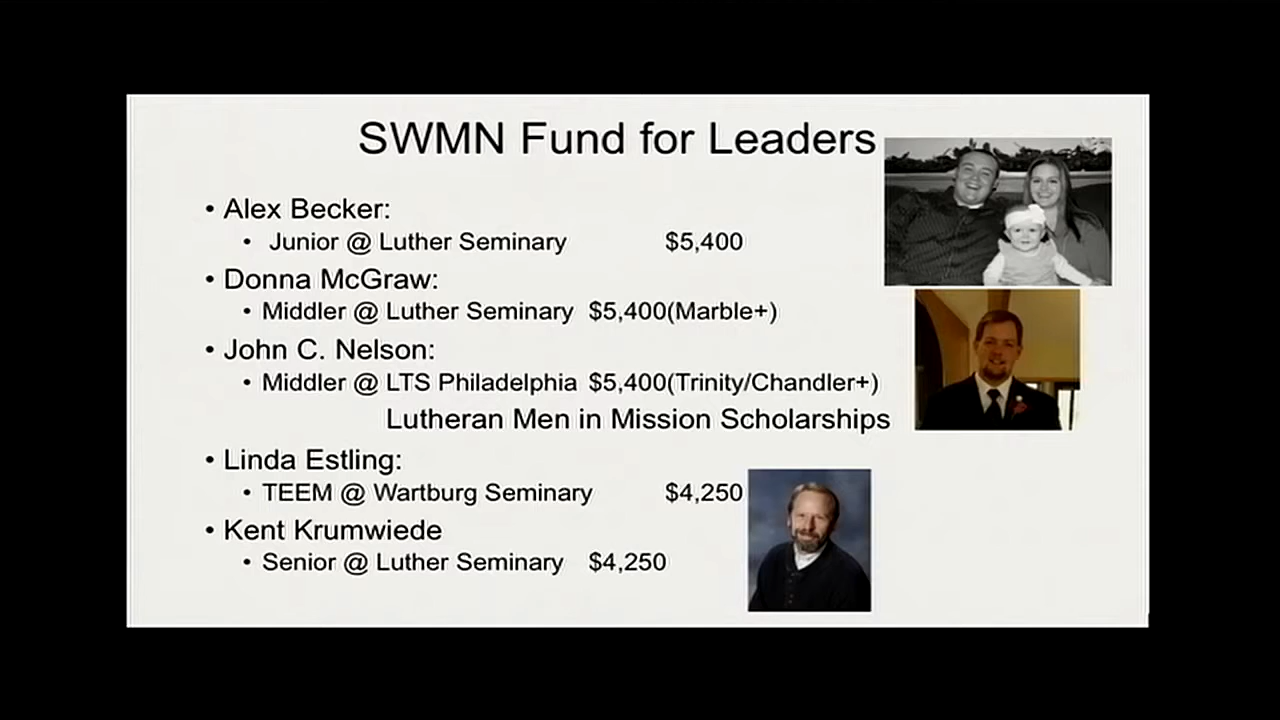 SWMN Fund for Leaders
• Alex Becker:
• Junior @ Luther Seminary $5,400
• Donna McGraw:
• Middler @ Luther Seminary $5,400(Marble+)
• John C. Nelson:
• Middler @ LTS Philadelphia $5,400(Trinity/Chandler+)
Lutheran Men in Mission Scholarships
• Linda Estling:
• TEEM @ Wartburg Seminary $4,250
• Kent Krumwiede
• Senior @ Luther Seminary $4,250